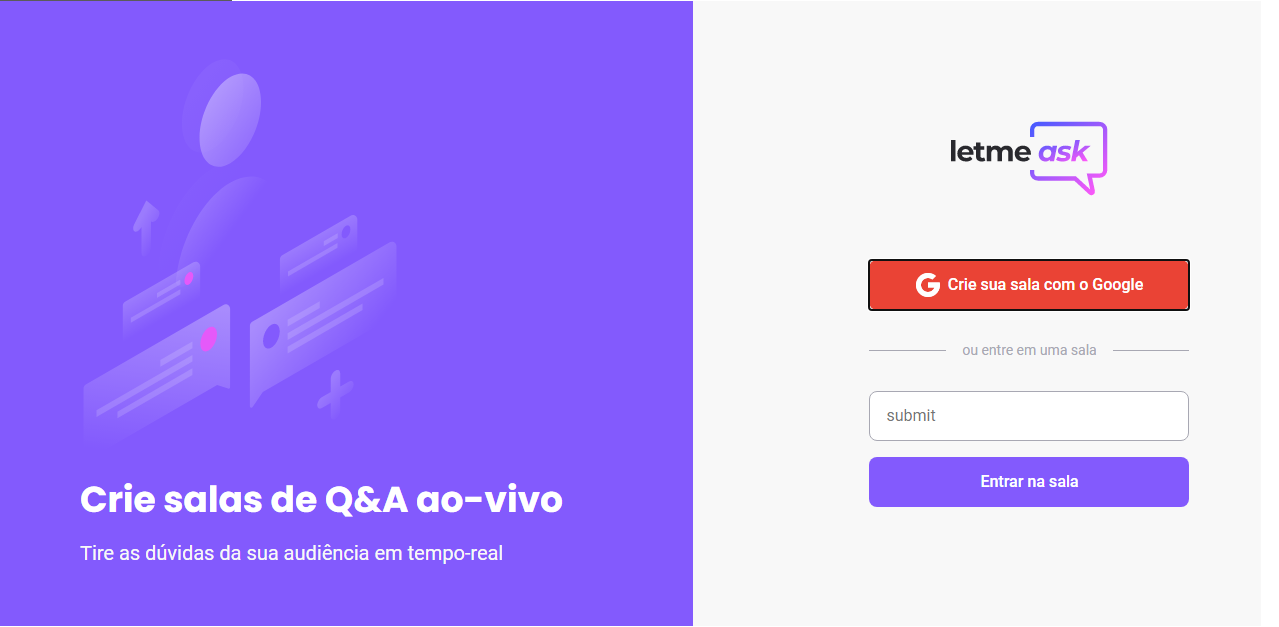 Crie salas de Q&A ao-vivo
Tire as dúvidas da sua audiência em tempo-real
letme ask
Crie sua sala com o Google
ou entre em uma sala
submit
Entrar na sala